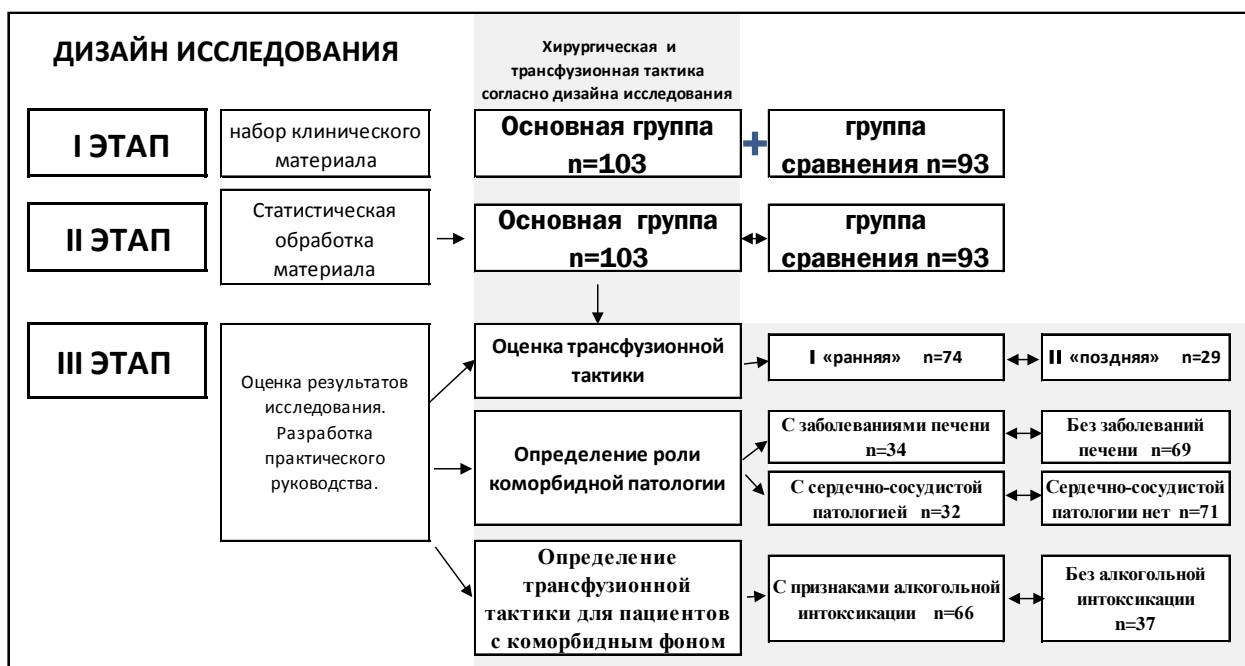 ДИЗАЙН ИССЛЕДОВАНИЯ
Хирургическая и
трансфузионная тактика
согласно дизайна исследования
I ЭТАП
набор клинического
материала
Основная группа
n=103
+
группа
сравнения n=93
II ЭТАП
Статистическая
обработка
материала
Основная группа
n=103
группа
сравнения n=93
III ЭТАП
Оценка результатов
исследования.
Разработка
практического
руководства.
Оценка трансфузионной
тактики
I «ранняя» n=74
II «поздняя» n=29
Определение роли
коморбидной патологии
С заболеваниями печени
n=34
Без заболеваний
печени n=69
С сердечно-сосудистой
патологией n=32
Сердечно-сосудистой
патологии нет n=71
Определение
трансфузионной
тактики для пациентов
с коморбидным фоном
С признаками алкогольной
интоксикации n=66
Без алкогольной
интоксикации
n=37